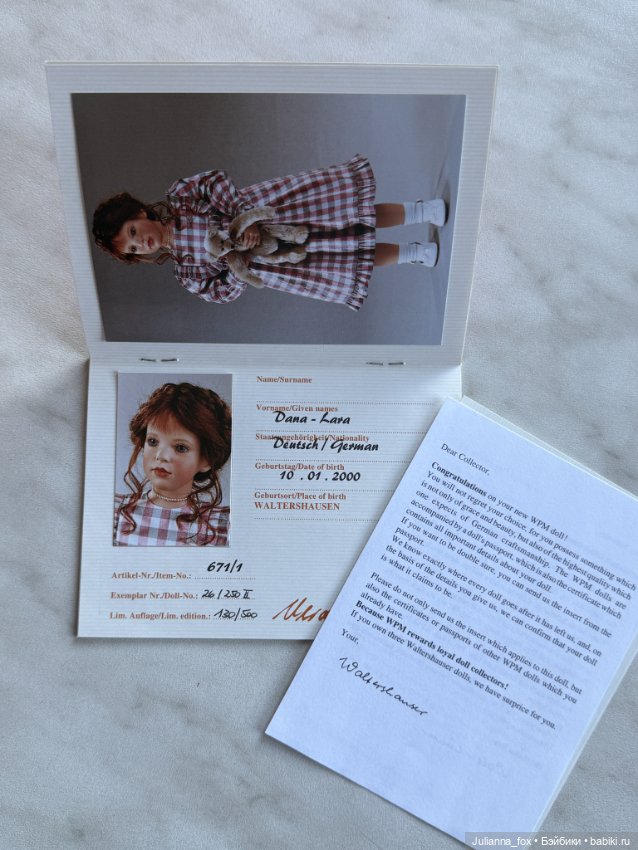 Name/Surname
Vorname/Given names
Dana-Lara
Staatsangehörigkeit/Nationality
Deutsch/German
Geburtstag/Date of birth
10.01.2000
Geburtsort/Place of birth
WALTERSHAUSEN
Artikel-Nr./Item-No.: 671/1
Exemplar Nr./Doll-No.: 26/250 II
Lim. Auflage/Lim. edition.: 130/500
Dear Collector,
Congratulations on your new WPM doll!
You will not regret your choice, for you possess something which
is not only of grace and beauty, but also of the highest quality which
one expects of German craftsmanship. The WPM dolls are
accompanied by a doll's passport, which is also the certificate which
contains all important details about your doll.
If you want to be double sure, you can send us the insert from the
passport
We know exactly where every doll goes after it has left us, and, on
the basis of the details you give us, we can confirm that your doll
is what it claims to be.
Please do not only send us the insert which applies to this doll, but
also the certificates or passports of other WPM dolls which you
already have.
Because WPM rewards loyal doll collectors!
If you own three Waltershauser dolls, we have surprice for you.
Your,
Waltershauser
Julianna_fox • Бэйбики • babiki.ru